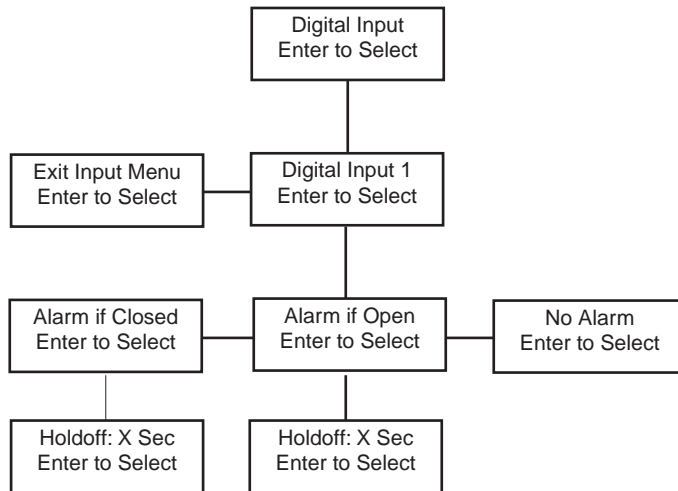 Digital Input
Enter to Select
Exit Input Menu
Enter to Select
Digital Input 1
Enter to Select
Alarm if Closed
Enter to Select
Alarm if Open
Enter to Select
No Alarm
Enter to Select
Holdoff: X Sec
Enter to Select
Holdoff: X Sec
Enter to Select